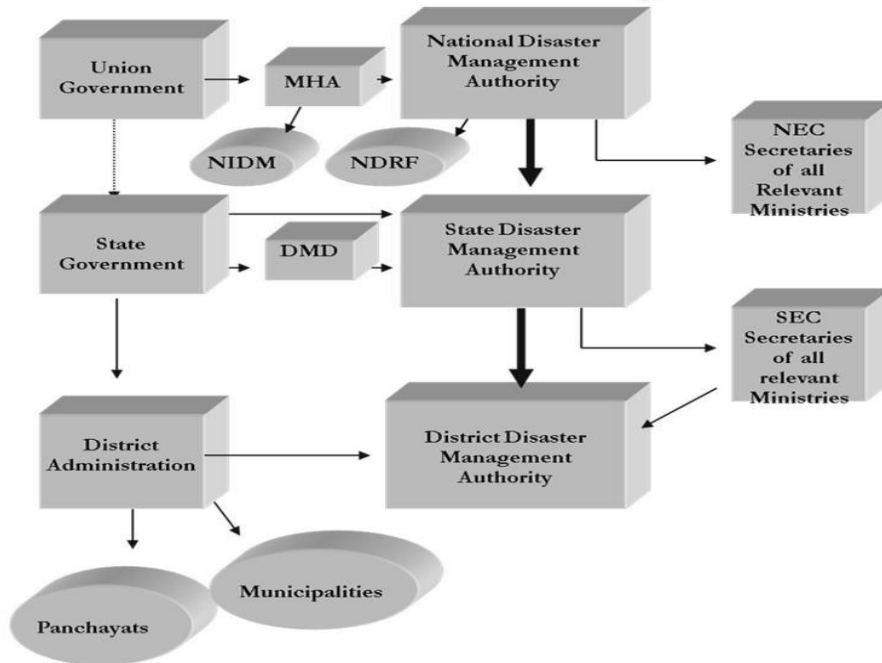 Union
Government
MHA
National Disaster
Management
Authority
NIDM
NDRF
NEC
Secretaries
of all
Relevant
Ministries
State
Government
DMD
State Disaster
Management
Authority
SEC
Secretaries
of all
relevant
Ministries
District
Administration
District Disaster
Management
Authority
Panchayats
Municipalities